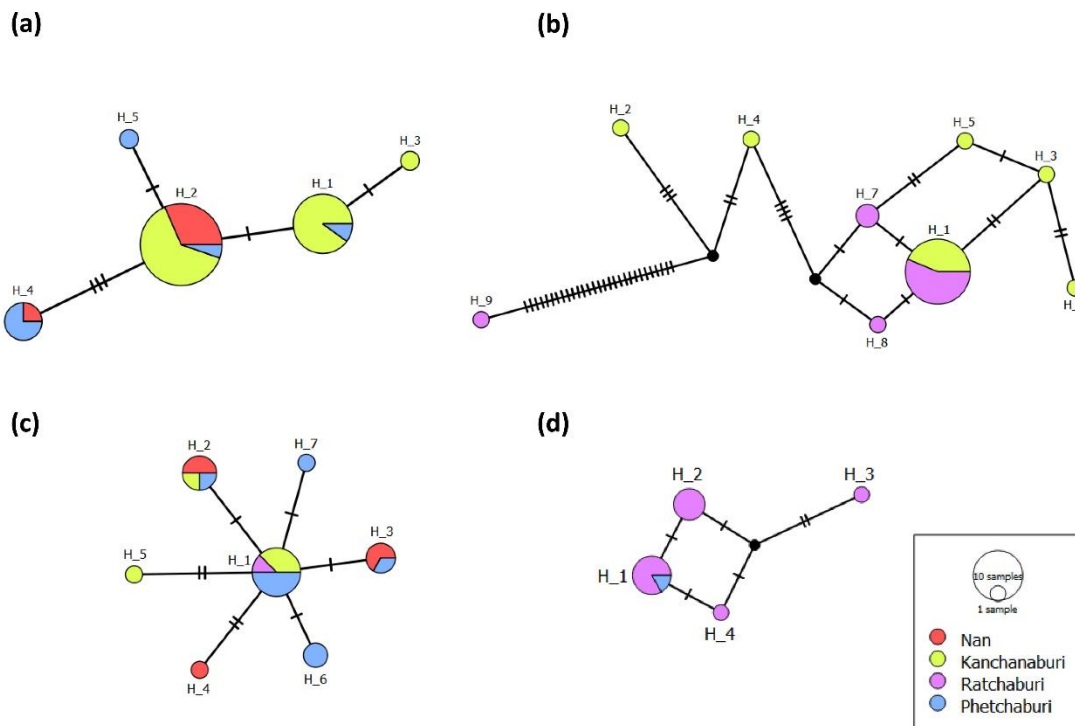 (a)
(b)
H_5
H_3
H_2
H_1
H_4
H_2
H_4
H_5
H_3
H_7
H_1
H_9
H_8
H_
(c)
(d)
H_2
H_7
H_3
H_5
H_1
H_4
H_6
H_2
H_3
H_1
H_4
10 samples
1 sample
Nan
Kanchanaburi
Ratchaburi
Phetchaburi